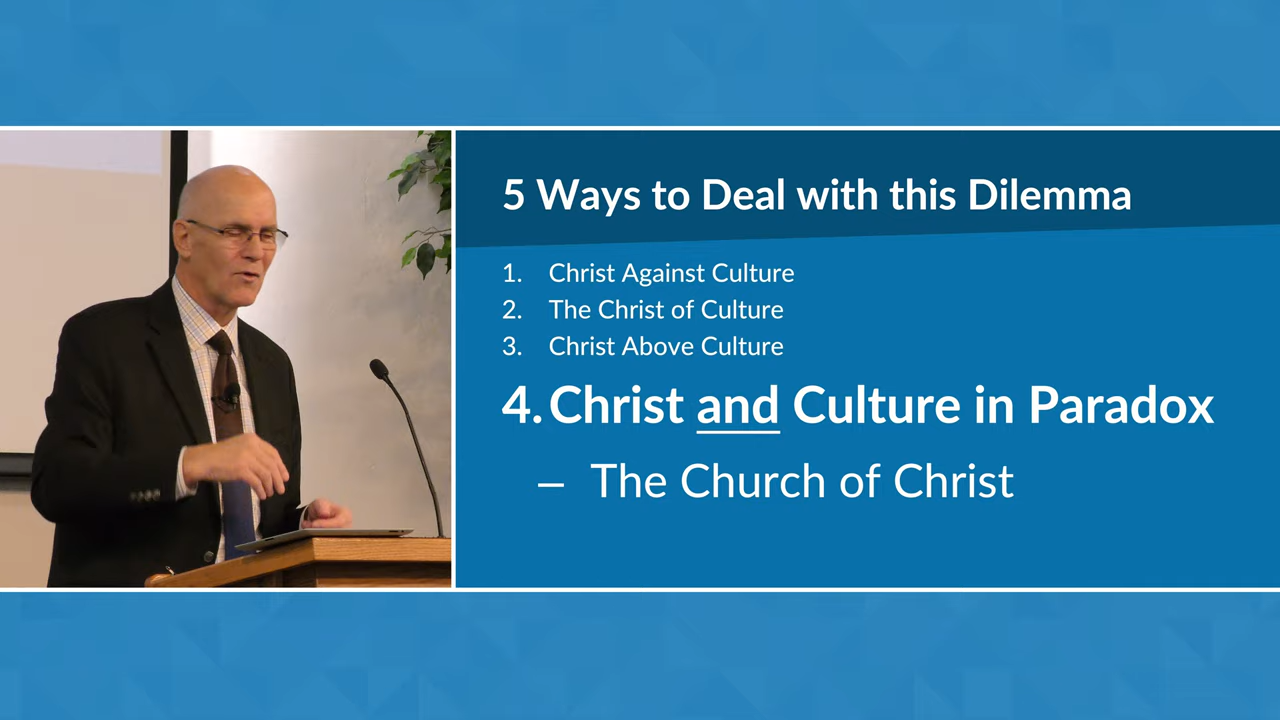 5 Ways to Deal with this Dilemma
1. Christ Against Culture
2. The Christ of Culture
3. Christ Above Culture
4. Christ and Culture in Paradox
– The Church of Christ